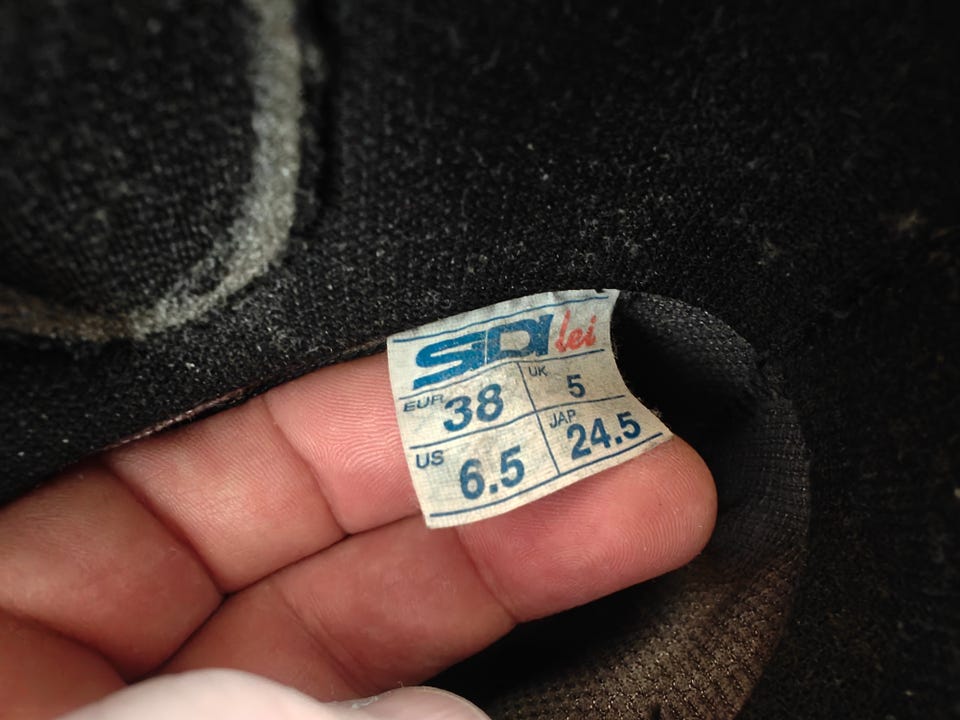 SIDI lei
EUR 38 UK 5
US 6.5 JAP 24.5